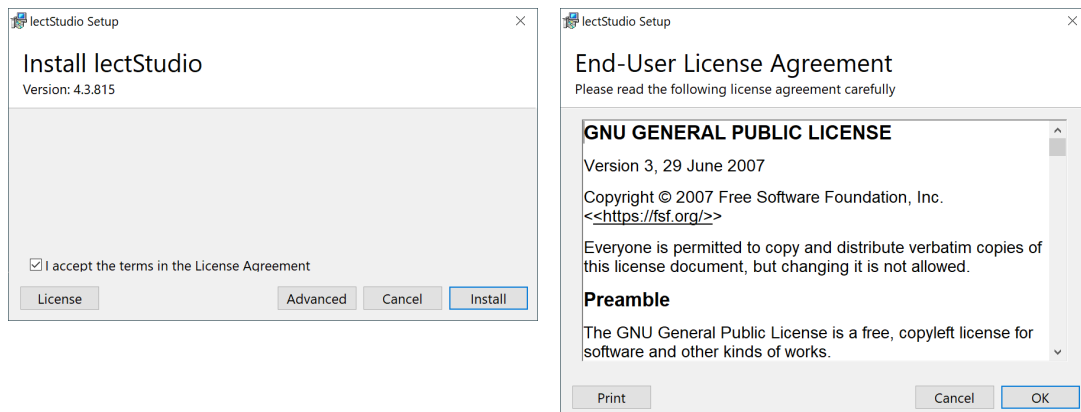 lectStudio Setup
Install lectStudio
Version: 4.3.815
I accept the terms in the License Agreement
License
Advanced
Cancel
Install
lectStudio Setup
End-User License Agreement
Please read the following license agreement carefully
GNU GENERAL PUBLIC LICENSE
Version 3, 29 June 2007
Copyright © 2007 Free Software Foundation, Inc.
<<https://fsf.org/>>
Everyone is permitted to copy and distribute verbatim copies of
this license document, but changing it is not allowed.
Preamble
The GNU General Public License is a free, copyleft license for
software and other kinds of works.
Print
Cancel
OK